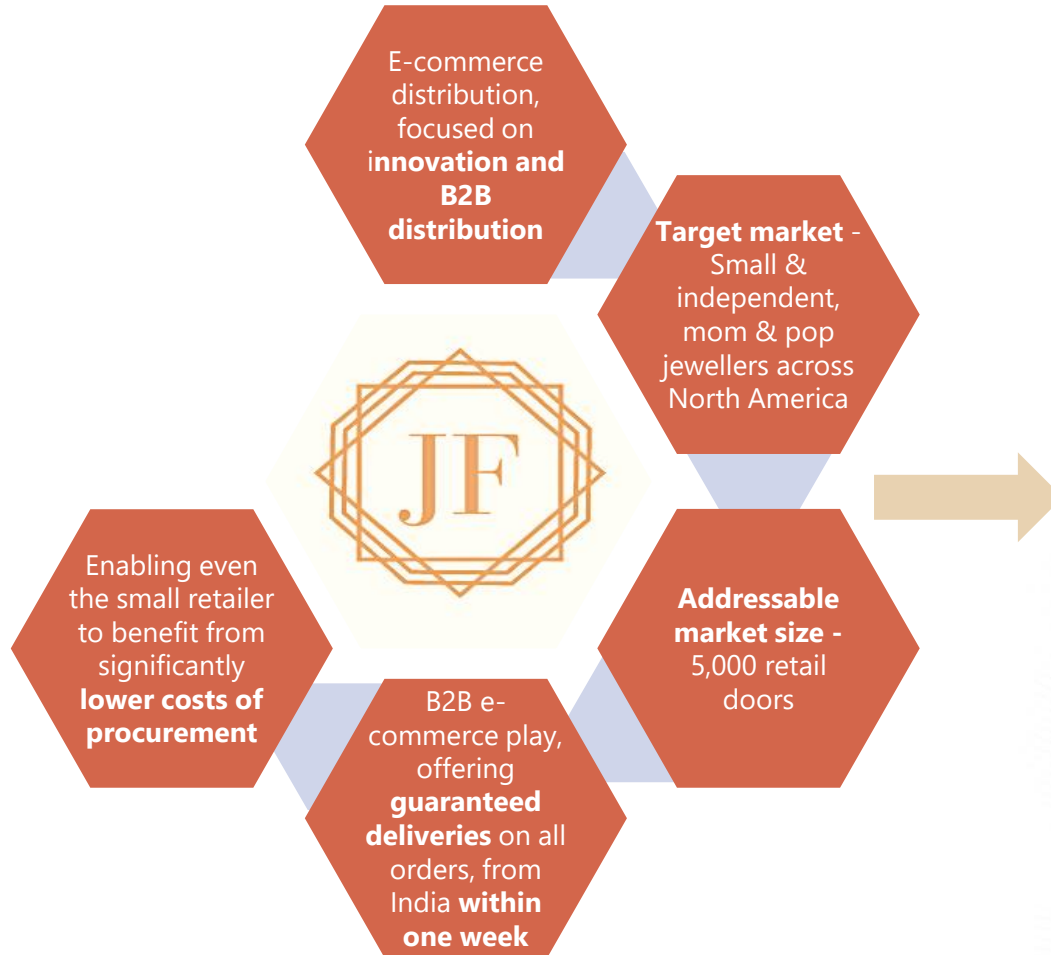 E-commerce
distribution,
focused on
innovation and
B2B
distribution
Target market -
Small &
independent,
mom & pop
jewellers across
North America
JF
Addressable
market size -
5,000 retail
doors
B2B e-
commerce play,
offering
guaranteed
deliveries on all
orders, from
India within
one week
Enabling even
the small retailer
to benefit from
significantly
lower costs of
procurement